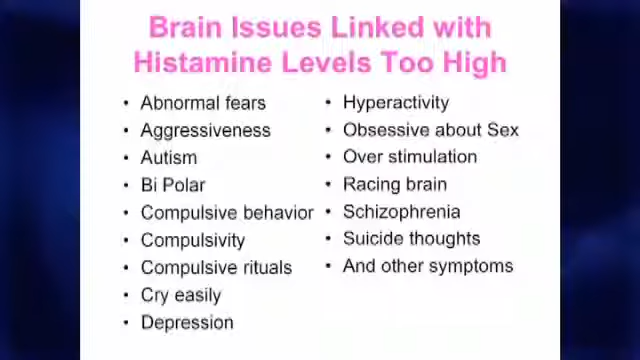 Brain Issues Linked with
Histamine Levels Too High
• Abnormal fears
• Aggressiveness
• Autism
• Bi Polar
• Compulsive behavior
• Compulsivity
• Compulsive rituals
• Cry easily
• Depression
• Hyperactivity
• Obsessive about Sex
• Over stimulation
• Racing brain
• Schizophrenia
• Suicide thoughts
• And other symptoms